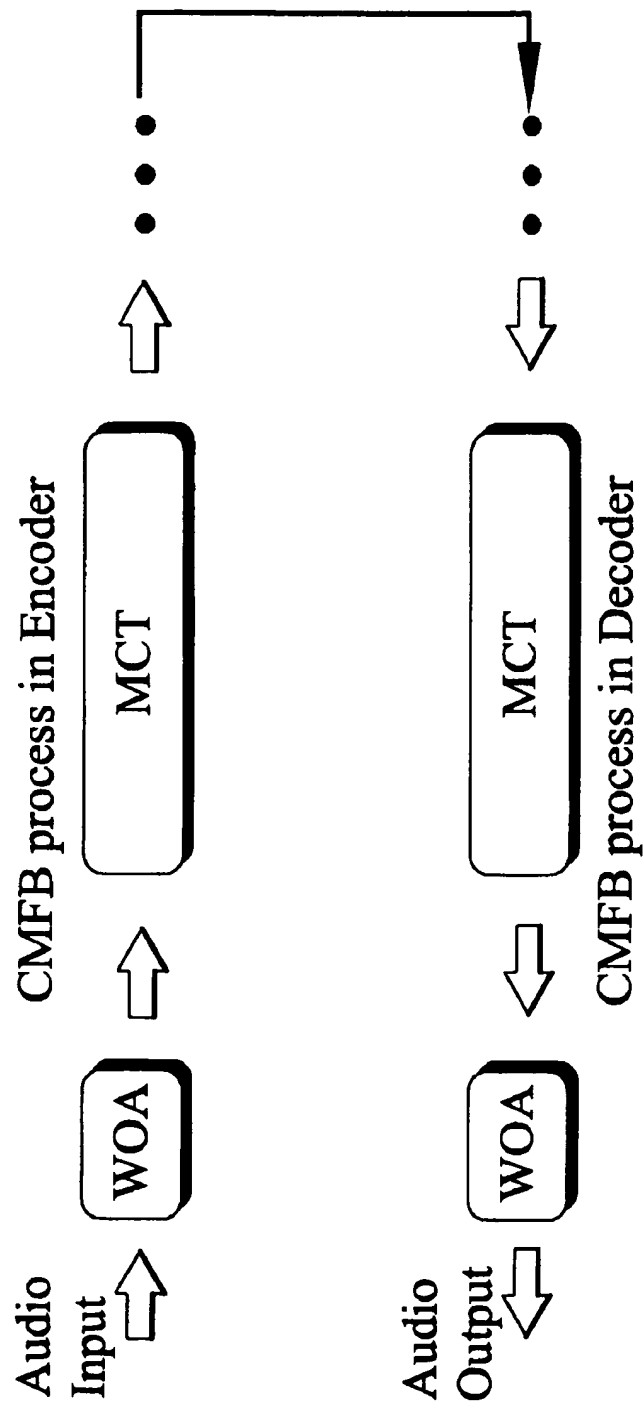 CMFB process in Encoder
Audio
Input
WOA
MCT
Audio
Output
WOA
MCT
CMFB process in Decoder